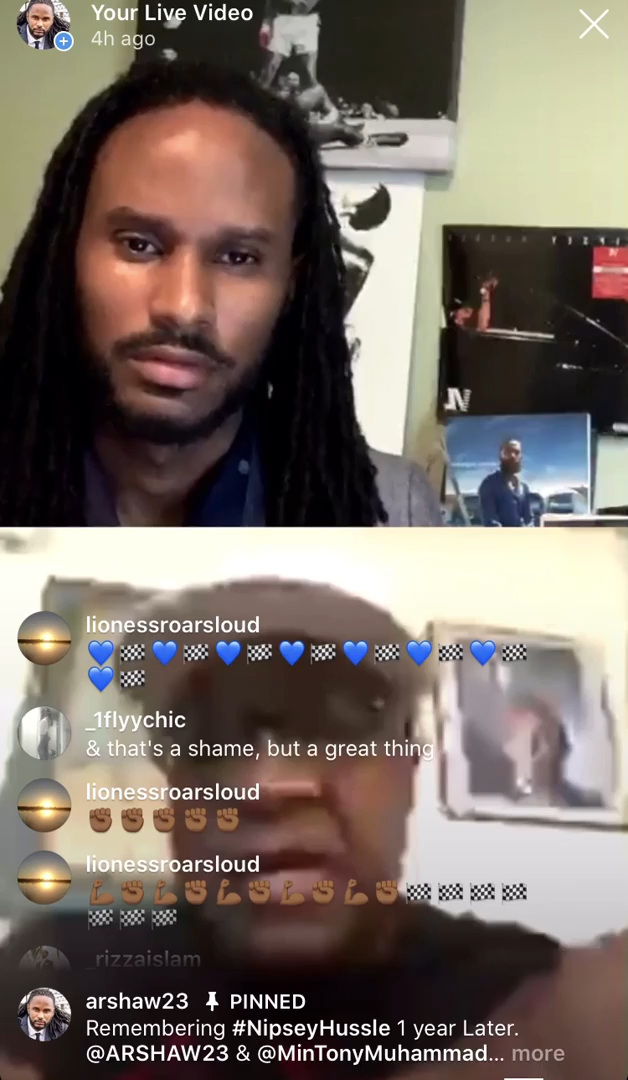 Your Live Video
4h ago
lionessroarsloud
💙🏁💙🏁💙🏁💙🏁💙🏁💙🏁💙🏁
💙🏁
_1flyychic
& that's a shame, but a great thing
lionessroarsloud
✊🏾✊🏾✊🏾✊🏾✊🏾
lionessroarsloud
💪🏾✊🏾💪🏾✊🏾💪🏾✊🏾💪🏾✊🏾💪🏾✊🏾🏁🏁🏁🏁
🏁🏁🏁
_rizzaislam
arshaw23 📌 PINNED
Remembering #NipseyHussle 1 year Later.
@ARSHAW23 & @MinTonyMuhammad... more